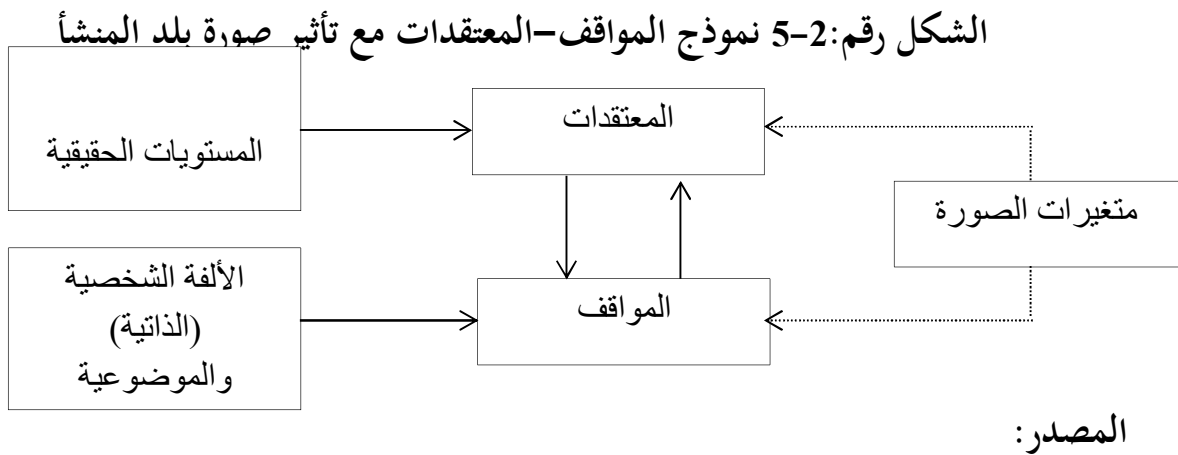 الشكل رقم:2-5 نموذج المواقف-المعتقدات مع تأثير صورة بلد المنشأ
المعتقدات
المستويات الحقيقية
متغيرات الصورة
الألفة الشخصية
(الذاتية)
والموضوعية
المواقف
المصدر: